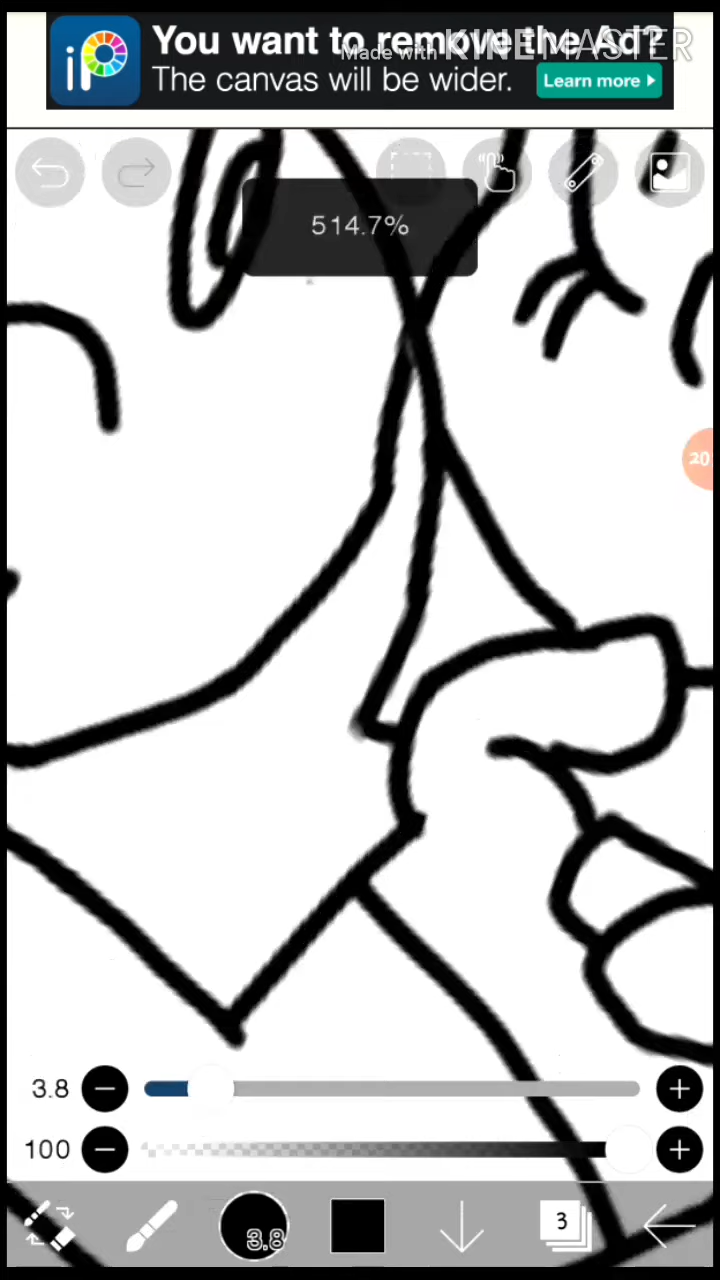 iP
You want to remove the Ad?
Made with KINEMASTER
The canvas will be wider.
Learn more
514.7%
20
3.8
100
3.8
3